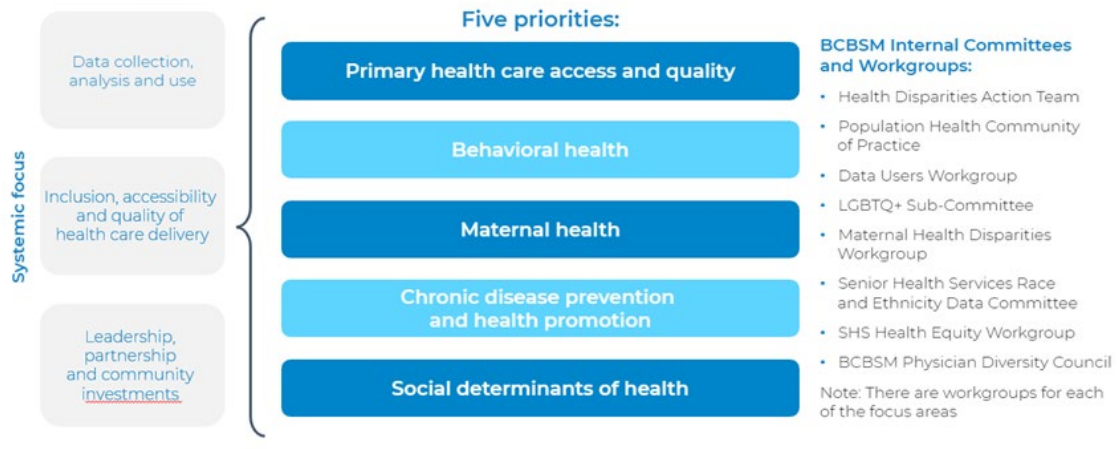 Systemic focus
Data collection,
analysis and use
Inclusion, accessibility
and quality of
health care delivery
Leadership,
partnership
and community
investments
Five priorities:
Primary health care access and quality
Behavioral health
Maternal health
Chronic disease prevention
and health promotion
Social determinants of health
BCBSM Internal Committees
and Workgroups:
• Health Disparities Action Team
• Population Health Community
of Practice
• Data Users Workgroup
• LGBTQ+ Sub-Committee
• Maternal Health Disparities
Workgroup
• Senior Health Services Race
and Ethnicity Data Committee
• SHS Health Equity Workgroup
• BCBSM Physician Diversity Council
Note: There are workgroups for each
of the focus areas